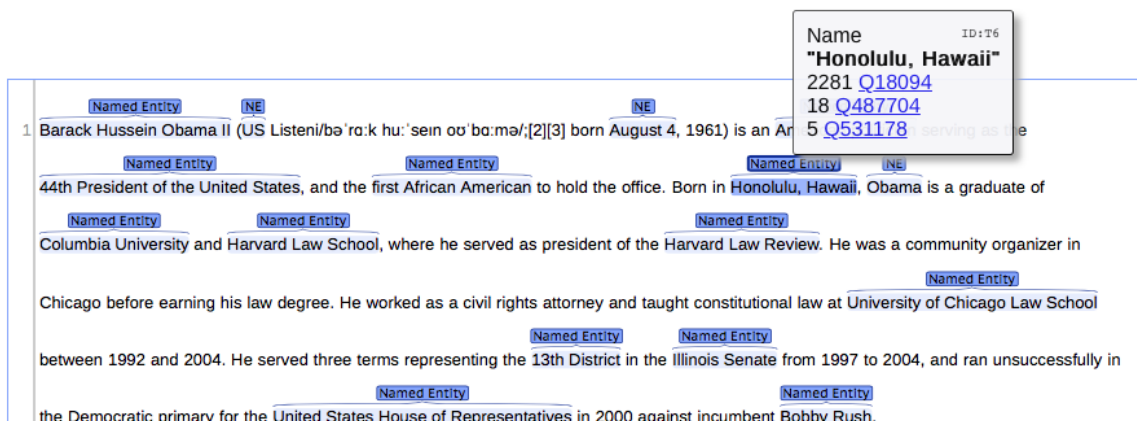 Name ID:T6
"Honolulu, Hawaii"
2281 Q18094
18 Q487704
5 Q531178
Named Entity NE NE
1 Barack Hussein Obama II (US Listeni/bəˈrɑːk huːˈseɪn oʊˈbɑːmə/;[2][3] born August 4, 1961) is an serving as the
Named Entity Named Entity Named Entity NE
44th President of the United States, and the first African American to hold the office. Born in Honolulu, Hawaii, Obama is a graduate of
Named Entity Named Entity Named Entity
Columbia University and Harvard Law School, where he served as president of the Harvard Law Review. He was a community organizer in
Named Entity
Chicago before earning his law degree. He worked as a civil rights attorney and taught constitutional law at University of Chicago Law School
Named Entity Named Entity
between 1992 and 2004. He served three terms representing the 13th District in the Illinois Senate from 1997 to 2004, and ran unsuccessfully in
Named Entity Named Entity
the Democratic primary for the United States House of Representatives in 2000 against incumbent Bobby Rush.